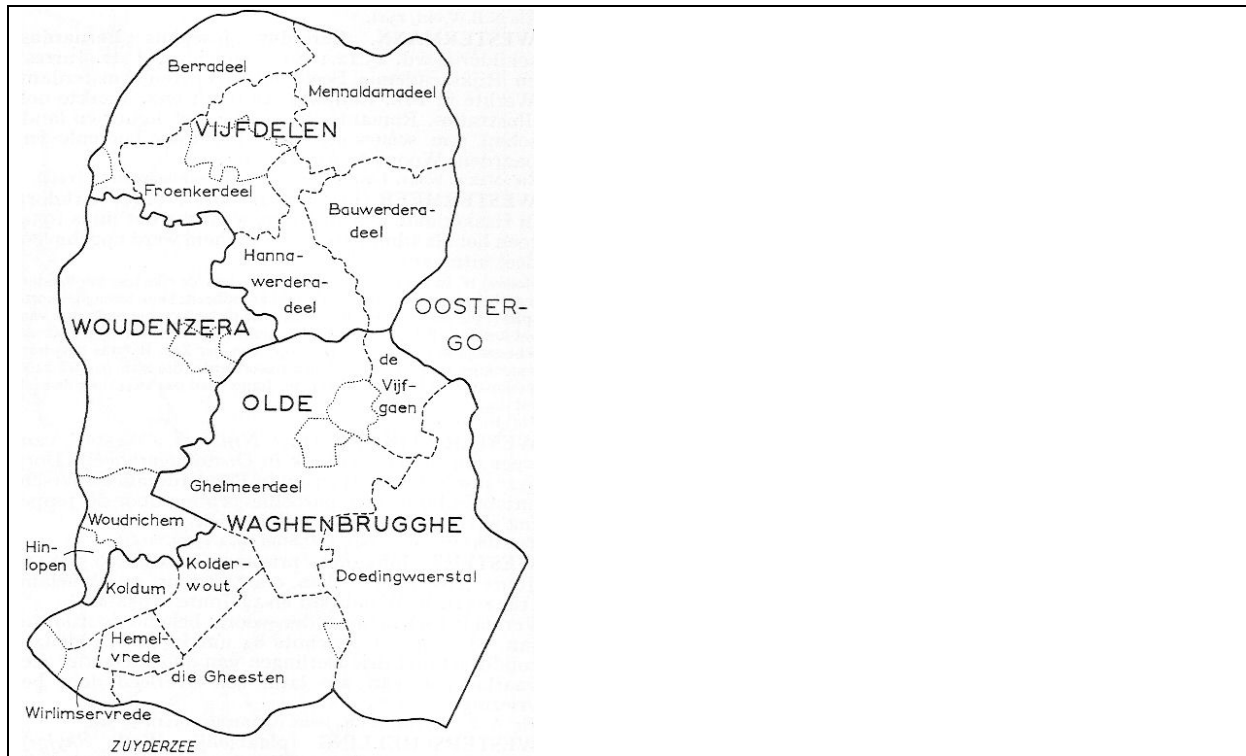 Berradeel
Mennaldamadeel
VIJFDELEN
Froenkerdeel
Bauwerdera-
deel
Hanna-
werdera-
deel
OOSTER-
GO
WOUDENZERA
de
Vijf-
gaen
OLDE
Ghelmeerdeel
Woudrichem
WAGHENBRUGGHE
Hin-
lopen
Kolder-
wout
Koldum
Doedingwaerstal
Hemel-
vrede
die Gheesten
Wirlimservrede
ZUYDERZEE